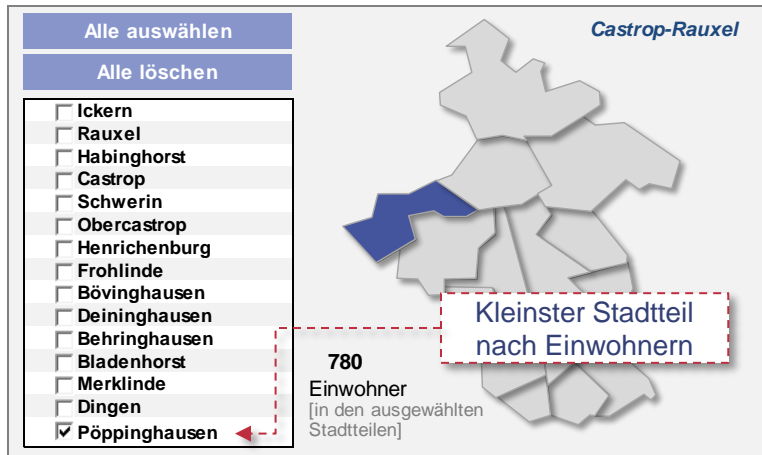 Alle auswählen
Alle löschen
Castrop-Rauxel
Ickern
Rauxel
Habinghorst
Castrop
Schwerin
Obercastrop
Henrichenburg
Frohlinde
Bövinghausen
Deininghausen
Behringhausen
Bladenhorst
Merklinde
Dingen
Pöppinghausen
780
Einwohner
[in den ausgewählten
Stadtteilen]
Kleinster Stadtteil
nach Einwohnern